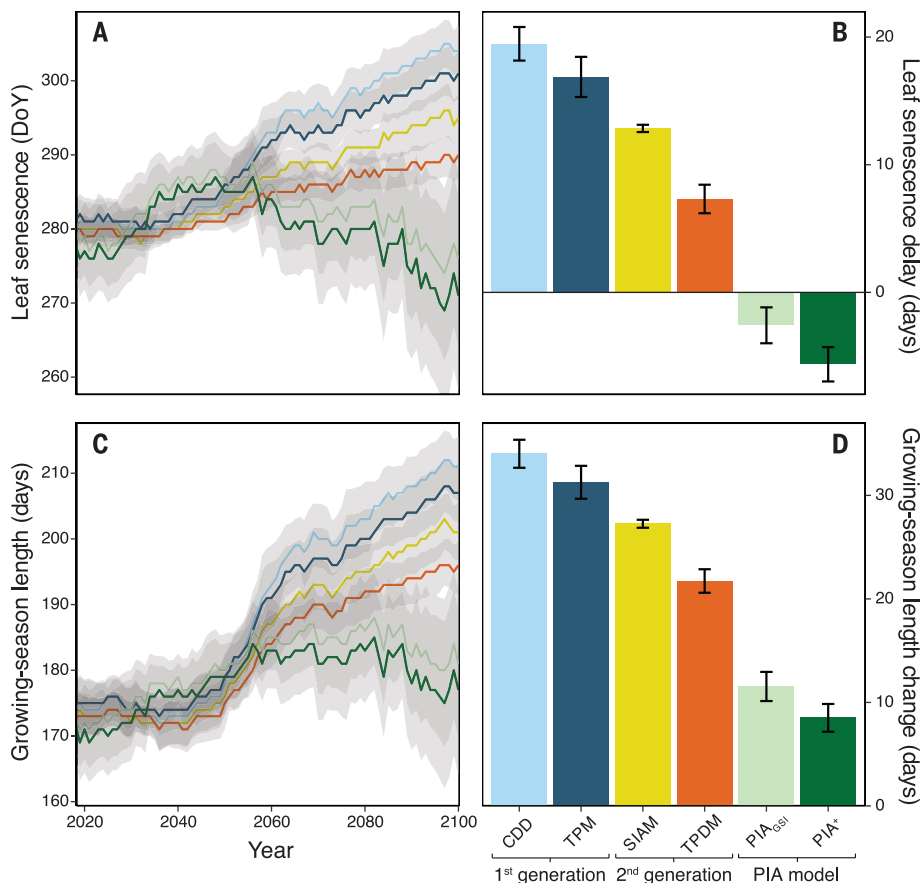 A
Leaf senescence (DoY)
300
290
280
270
260
B
20
10
0
Leaf senescence delay (days)
C
Growing-season length (days)
210
200
190
180
170
160
2020
2040
2060
2080
2100
Year
D
30
20
10
0
Growing-season length change (days)
CDD
TPM
SIAM
TPDM
PIA_GSI
PIA⁺
1ˢᵗ generation
2ⁿᵈ generation
PIA model